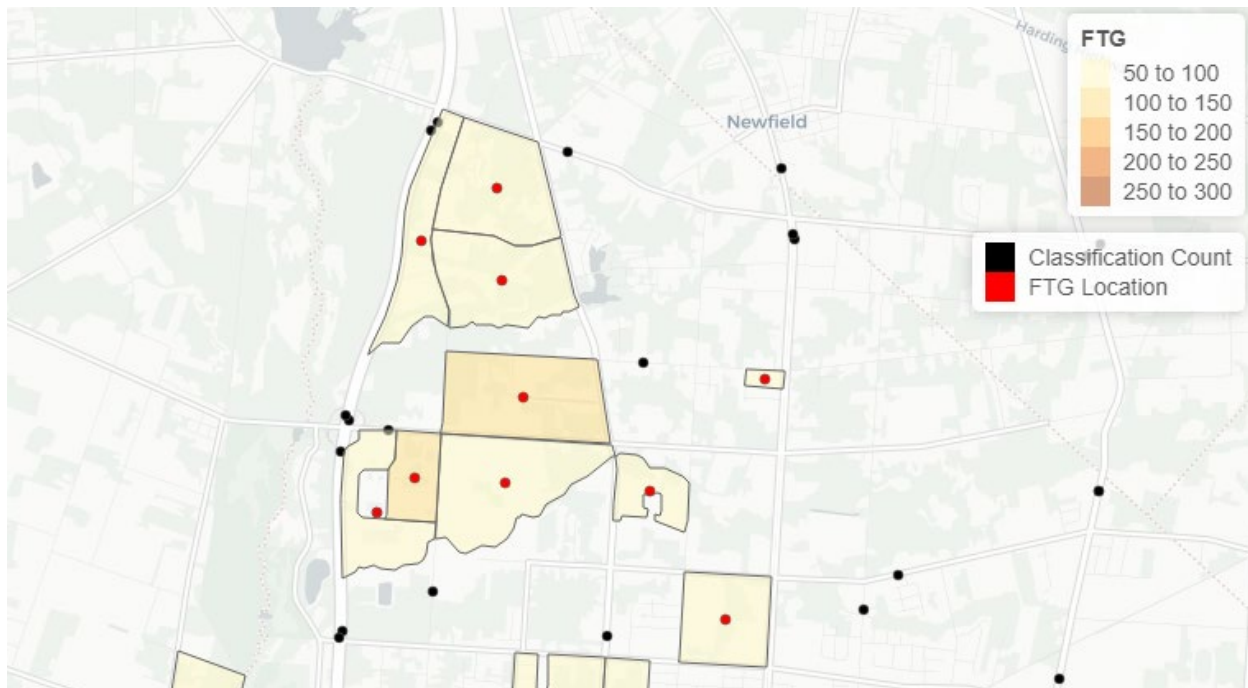 Harding
FTG
50 to 100
100 to 150
150 to 200
200 to 250
250 to 300
Newfield
Classification Count
FTG Location